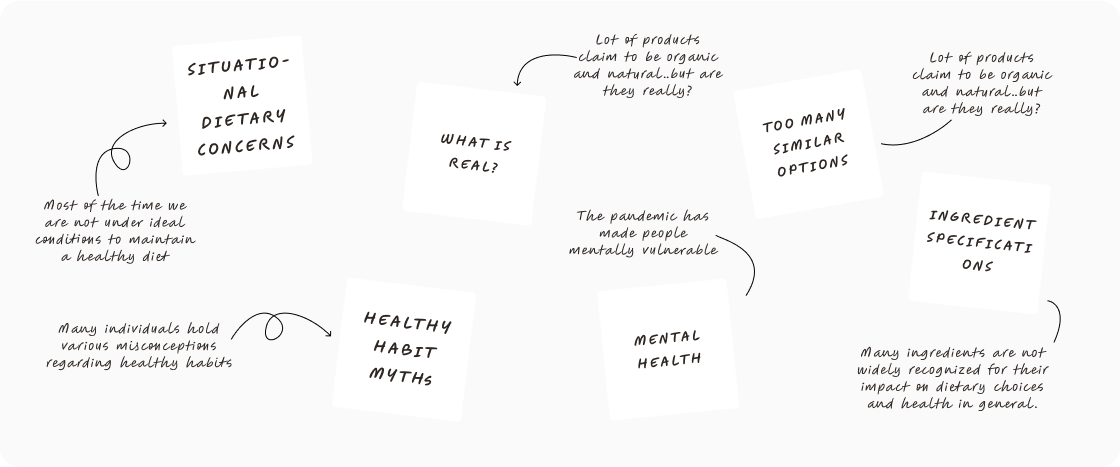 SITUATIO-
NAL
DIETARY
CONCERNS
Most of the time we
are not under ideal
conditions to maintain
a healthy diet
Lot of products
claim to be organic
and natural..but are
they really?
WHAT IS
REAL?
TOO MANY
SIMILAR
OPTIONS
Lot of products
claim to be organic
and natural..but
are they really?
INGREDIENT
SPECIFICATI
ONS
Many ingredients are not
widely recognized for their
impact on dietary choices
and health in general.
The pandemic has
made people
mentally vulnerable
MENTAL
HEALTH
Many individuals hold
various misconceptions
regarding healthy habits
HEALTHY
HABIT
MYTHs